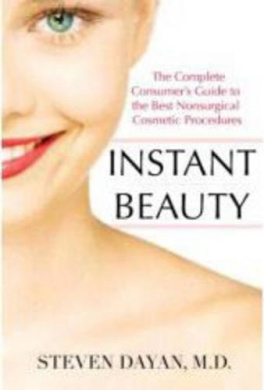 The Complete
Consumer's Guide to
the Best Nonsurgical
Cosmetic Procedures
INSTANT
BEAUTY
STEVEN DAYAN, M.D.